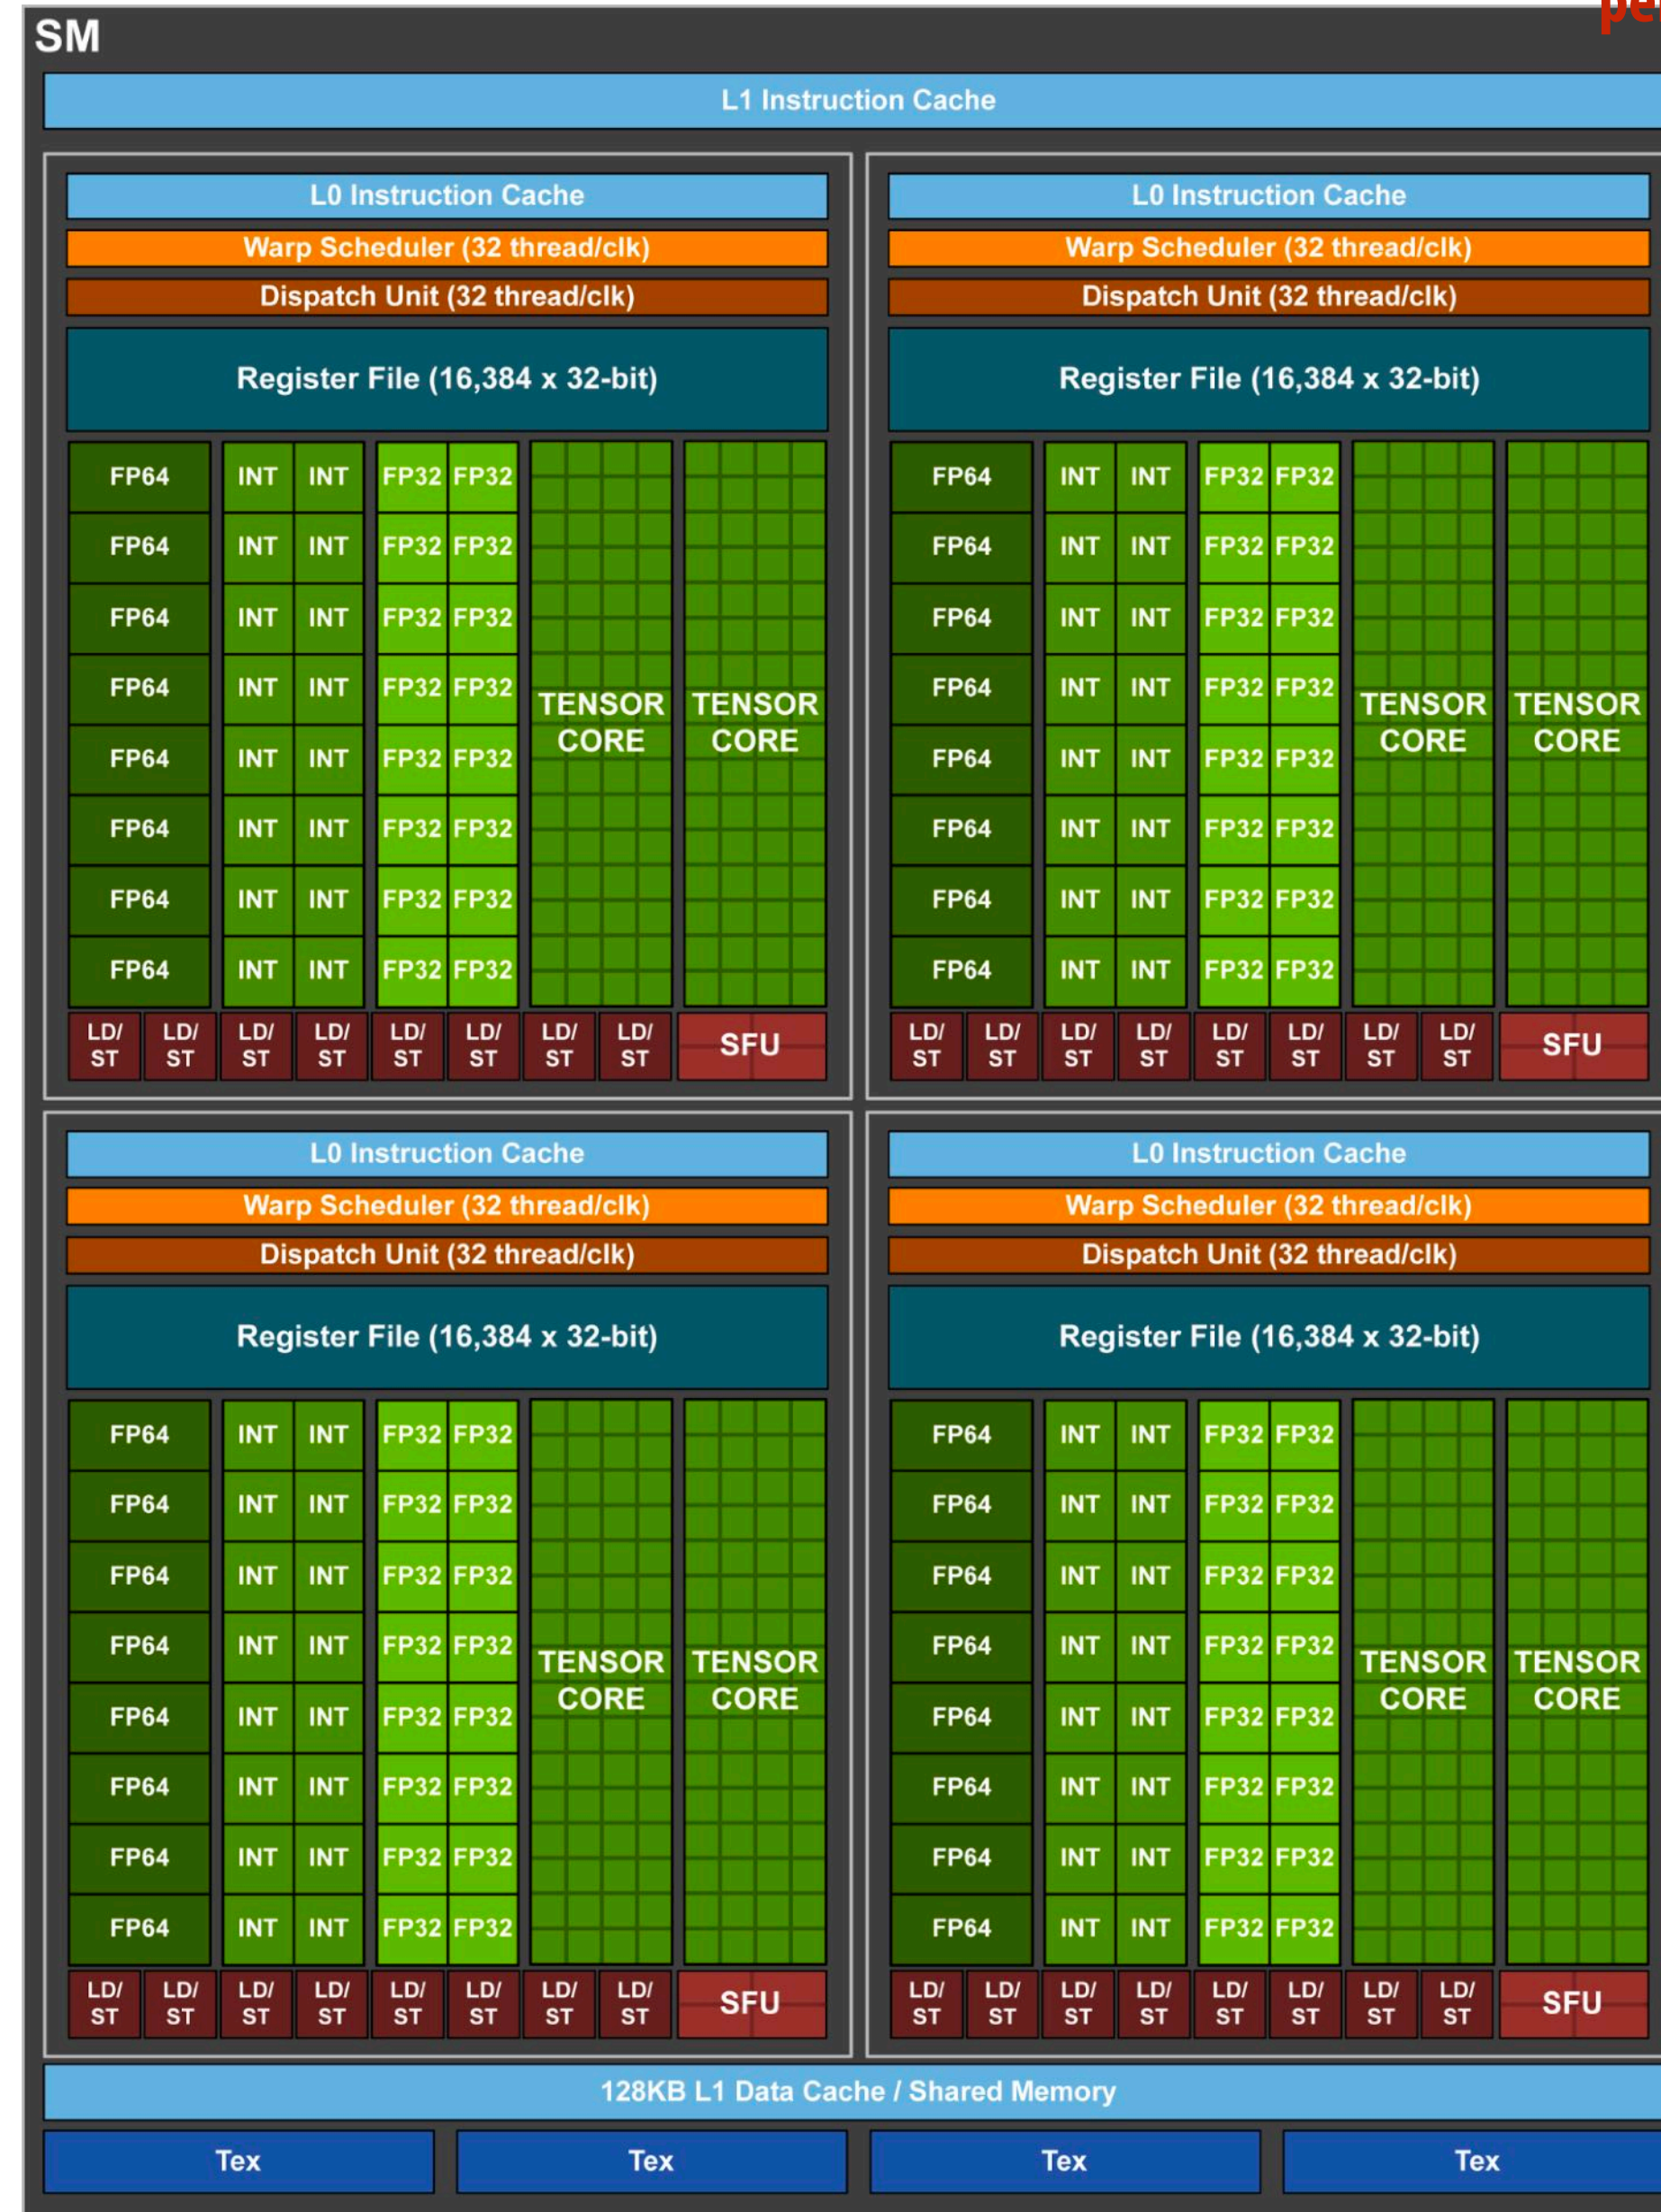 SM
L1 Instruction Cache
L0 Instruction Cache
Warp Scheduler (32 thread/clk)
Dispatch Unit (32 thread/clk)
Register File (16,384 x 32-bit)
FP64 INT INT FP32 FP32
FP64 INT INT FP32 FP32
FP64 INT INT FP32 FP32
FP64 INT INT FP32 FP32
FP64 INT INT FP32 FP32
FP64 INT INT FP32 FP32
FP64 INT INT FP32 FP32
FP64 INT INT FP32 FP32
TENSOR CORE
TENSOR CORE
LD/ST LD/ST LD/ST LD/ST LD/ST LD/ST LD/ST LD/ST SFU
L0 Instruction Cache
Warp Scheduler (32 thread/clk)
Dispatch Unit (32 thread/clk)
Register File (16,384 x 32-bit)
FP64 INT INT FP32 FP32
FP64 INT INT FP32 FP32
FP64 INT INT FP32 FP32
FP64 INT INT FP32 FP32
FP64 INT INT FP32 FP32
FP64 INT INT FP32 FP32
FP64 INT INT FP32 FP32
FP64 INT INT FP32 FP32
TENSOR CORE
TENSOR CORE
LD/ST LD/ST LD/ST LD/ST LD/ST LD/ST LD/ST LD/ST SFU
L0 Instruction Cache
Warp Scheduler (32 thread/clk)
Dispatch Unit (32 thread/clk)
Register File (16,384 x 32-bit)
FP64 INT INT FP32 FP32
FP64 INT INT FP32 FP32
FP64 INT INT FP32 FP32
FP64 INT INT FP32 FP32
FP64 INT INT FP32 FP32
FP64 INT INT FP32 FP32
FP64 INT INT FP32 FP32
FP64 INT INT FP32 FP32
TENSOR CORE
TENSOR CORE
LD/ST LD/ST LD/ST LD/ST LD/ST LD/ST LD/ST LD/ST SFU
L0 Instruction Cache
Warp Scheduler (32 thread/clk)
Dispatch Unit (32 thread/clk)
Register File (16,384 x 32-bit)
FP64 INT INT FP32 FP32
FP64 INT INT FP32 FP32
FP64 INT INT FP32 FP32
FP64 INT INT FP32 FP32
FP64 INT INT FP32 FP32
FP64 INT INT FP32 FP32
FP64 INT INT FP32 FP32
FP64 INT INT FP32 FP32
TENSOR CORE
TENSOR CORE
LD/ST LD/ST LD/ST LD/ST LD/ST LD/ST LD/ST LD/ST SFU
128KB L1 Data Cache / Shared Memory
Tex Tex Tex Tex